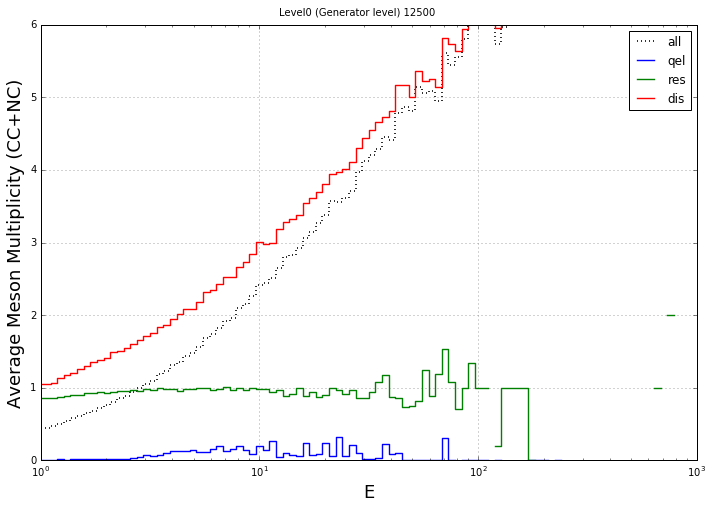 Level0 (Generator level) 12500
Average Meson Multiplicity (CC+NC)
6
5
4
3
2
1
0
all
qel
res
dis
10^0
10^1
10^2
10^3
E